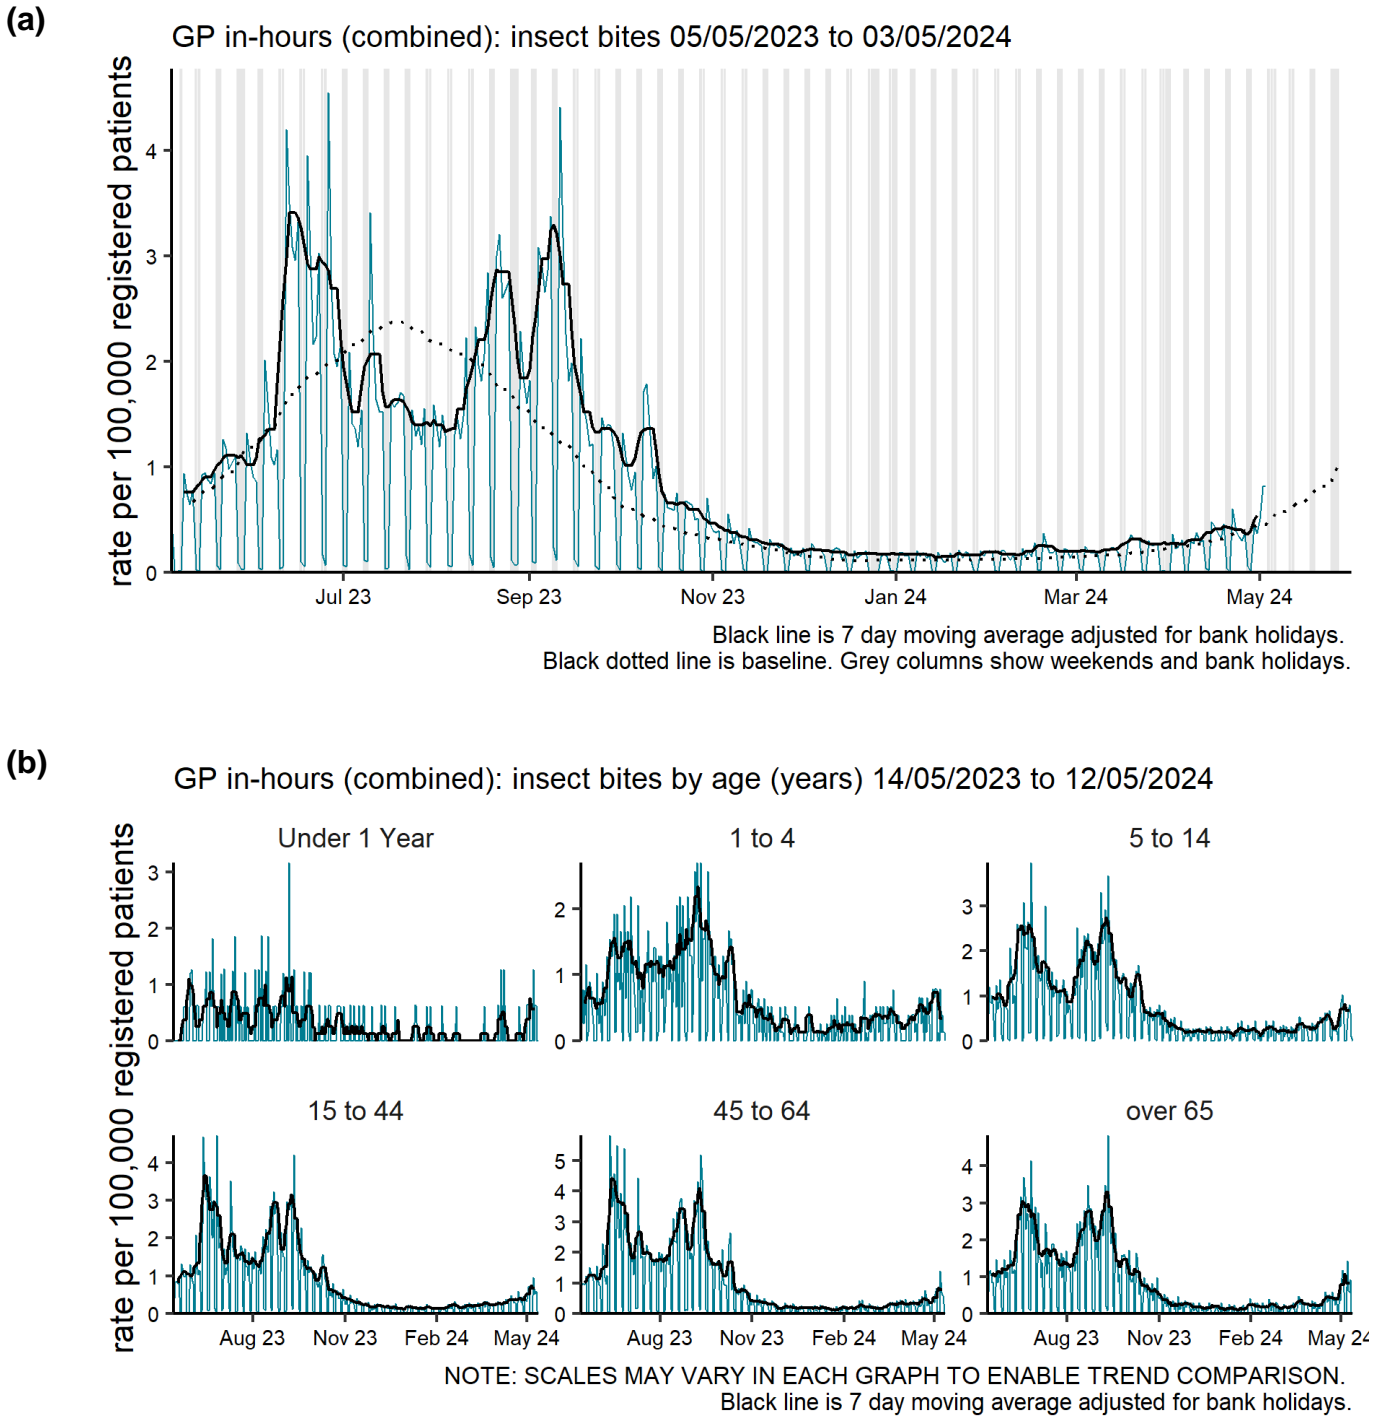 (a)
GP in-hours (combined): insect bites 05/05/2023 to 03/05/2024
rate per 100,000 registered patients
4
3
2
1
0
Jul 23 Sep 23 Nov 23 Jan 24 Mar 24 May 24
Black line is 7 day moving average adjusted for bank holidays.
Black dotted line is baseline. Grey columns show weekends and bank holidays.
(b)
GP in-hours (combined): insect bites by age (years) 14/05/2023 to 12/05/2024
rate per 100,000 registered patients
Under 1 Year
3
2
1
0
1 to 4
2
1
0
5 to 14
3
2
1
0
15 to 44
4
3
2
1
0
Aug 23 Nov 23 Feb 24 May 24
45 to 64
5
4
3
2
1
0
Aug 23 Nov 23 Feb 24 May 24
over 65
4
3
2
1
0
Aug 23 Nov 23 Feb 24 May 24
NOTE: SCALES MAY VARY IN EACH GRAPH TO ENABLE TREND COMPARISON.
Black line is 7 day moving average adjusted for bank holidays.